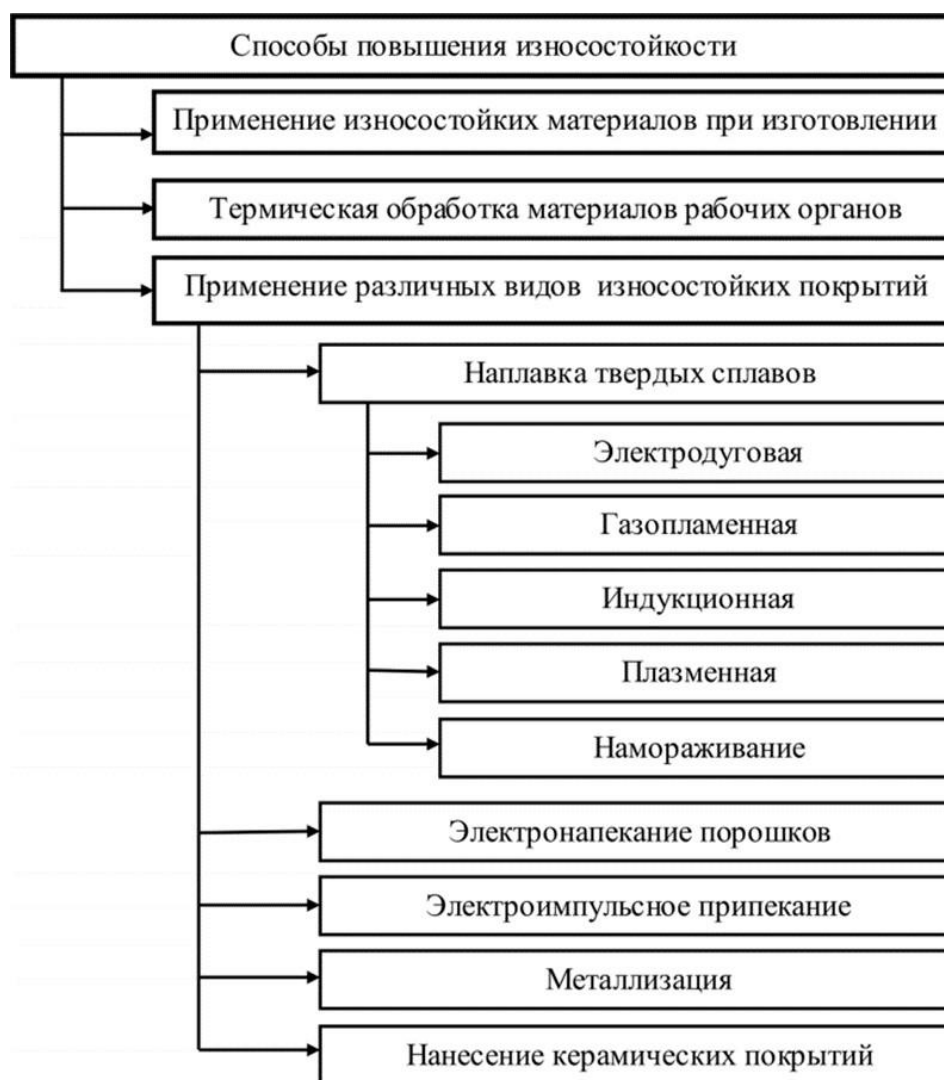 Способы повышения износостойкости
Применение износостойких материалов при изготовлении
Термическая обработка материалов рабочих органов
Применение различных видов износостойких покрытий
Наплавка твердых сплавов
Электродуговая
Газопламенная
Индукционная
Плазменная
Намораживание
Электронапекание порошков
Электроимпульсное припекание
Металлизация
Нанесение керамических покрытий